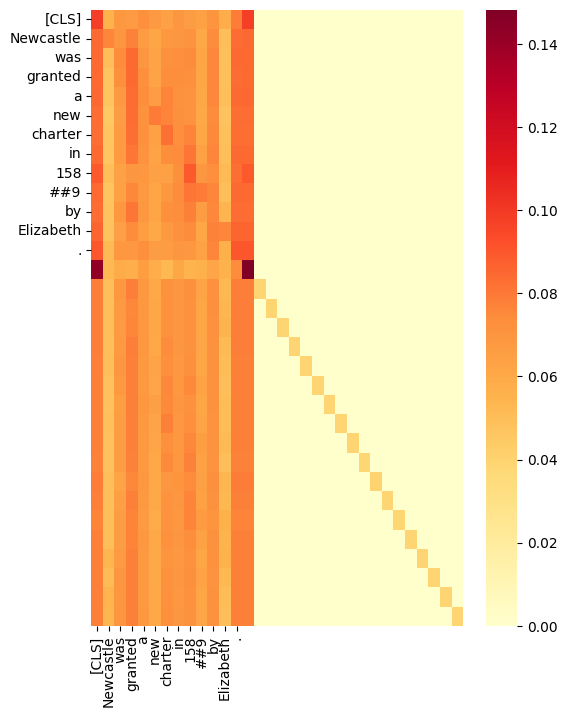 [CLS]
Newcastle
was
granted
a
new
charter
in
158
##9
by
Elizabeth
.
0.14
0.12
0.10
0.08
0.06
0.04
0.02
0.00
[CLS]
Newcastle
was
granted
a
new
charter
in
158
##9
by
Elizabeth
.